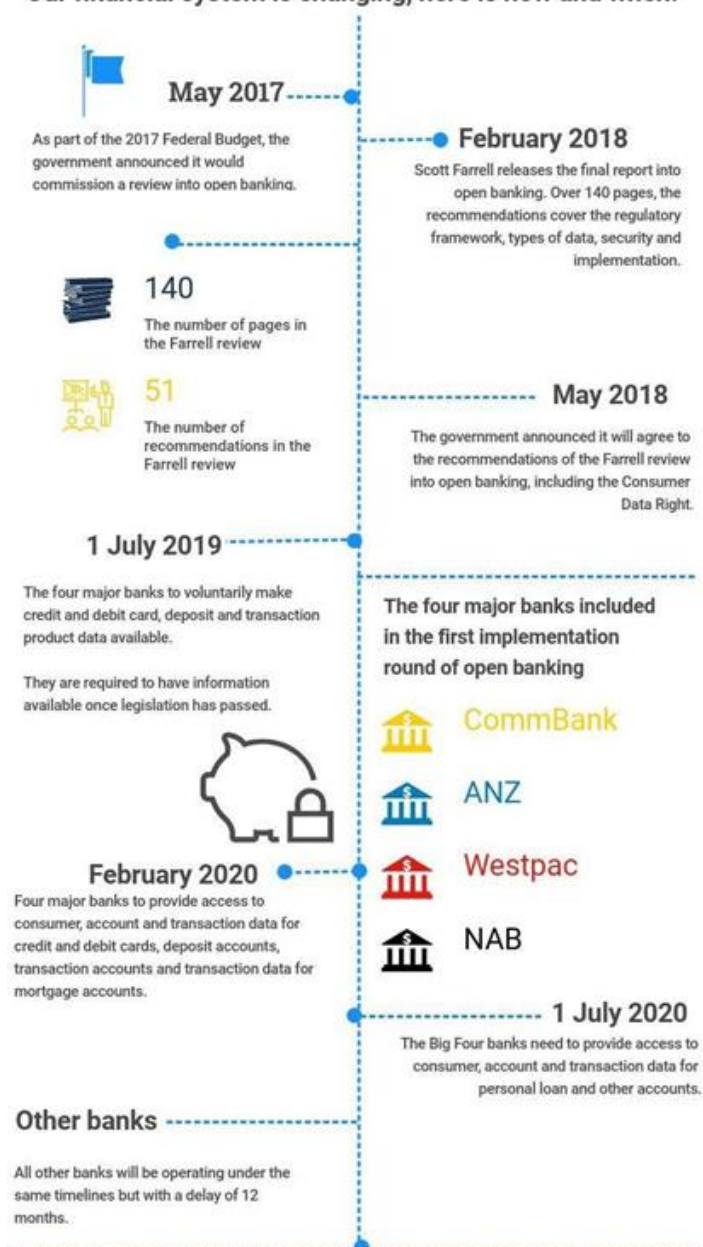 Our financial system is changing, here is how and when:
May 2017
As part of the 2017 Federal Budget, the
government announced it would
commission a review into open banking.
February 2018
Scott Farrell releases the final report into
open banking. Over 140 pages, the
recommendations cover the regulatory
framework, types of data, security and
implementation.
140
The number of pages in
the Farrell review
51
The number of
recommendations in the
Farrell review
May 2018
The government announced it will agree to
the recommendations of the Farrell review
into open banking, including the Consumer
Data Right.
1 July 2019
The four major banks to voluntarily make
credit and debit card, deposit and transaction
product data available.
They are required to have information
available once legislation has passed.
The four major banks included
in the first implementation
round of open banking
CommBank
ANZ
Westpac
NAB
February 2020
Four major banks to provide access to
consumer, account and transaction data for
credit and debit cards, deposit accounts,
transaction accounts and transaction data for
mortgage accounts.
1 July 2020
The Big Four banks need to provide access to
consumer, account and transaction data for
personal loan and other accounts.
Other banks
All other banks will be operating under the
same timelines but with a delay of 12
months.